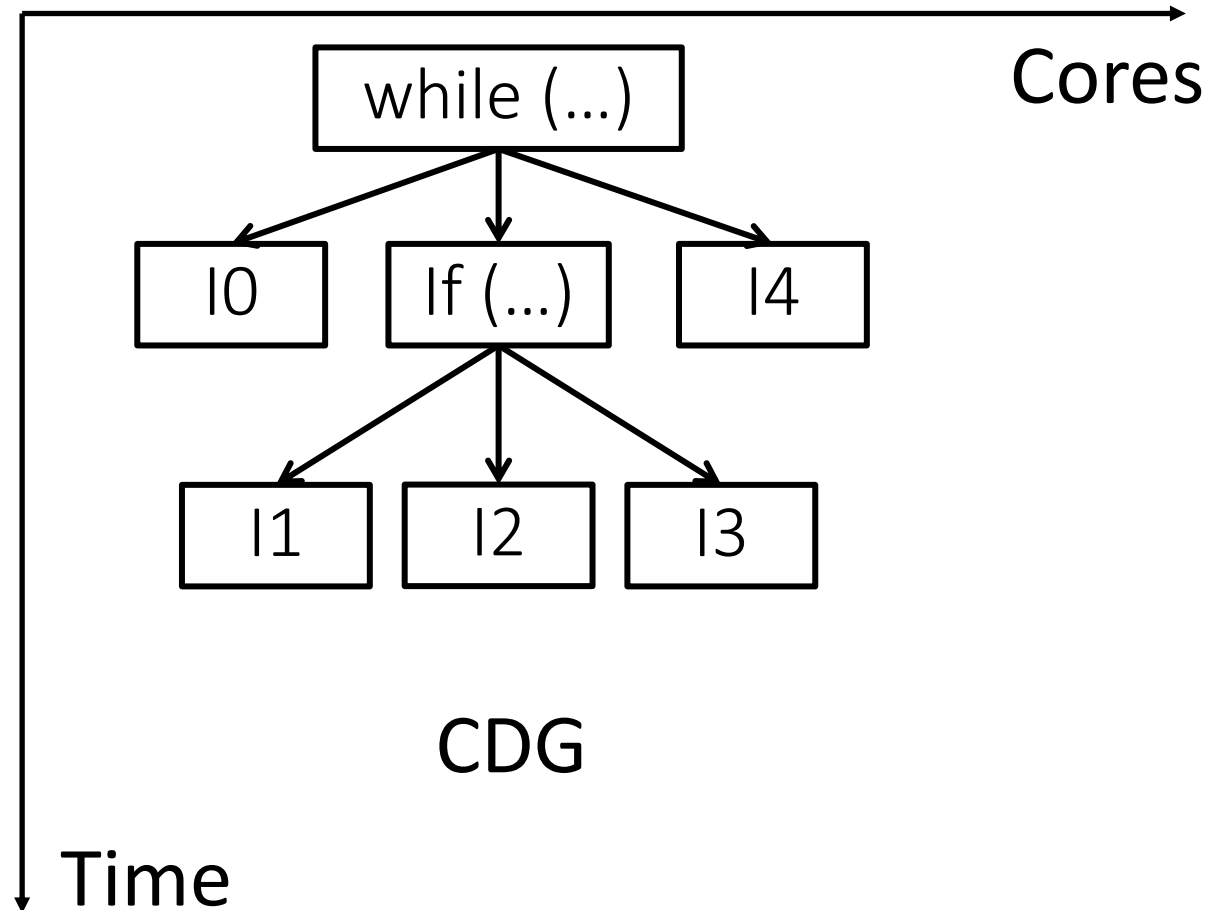 Cores
while (...)
I0
If (...)
I4
I1
I2
I3
CDG
Time